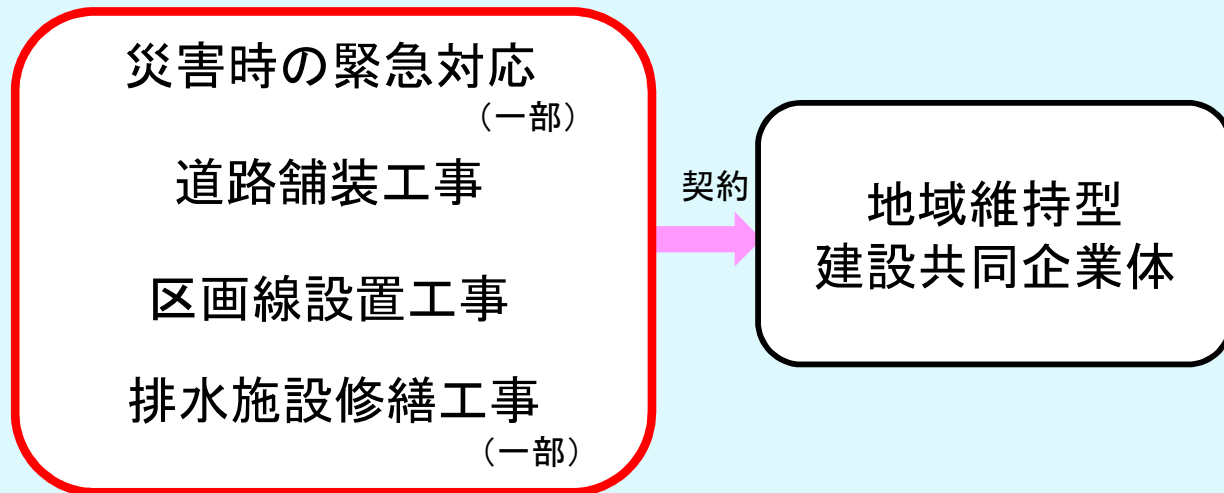 災害時の緊急対応
（一部）
道路舗装工事
区画線設置工事
排水施設修繕工事
（一部）
契約
地域維持型
建設共同企業体